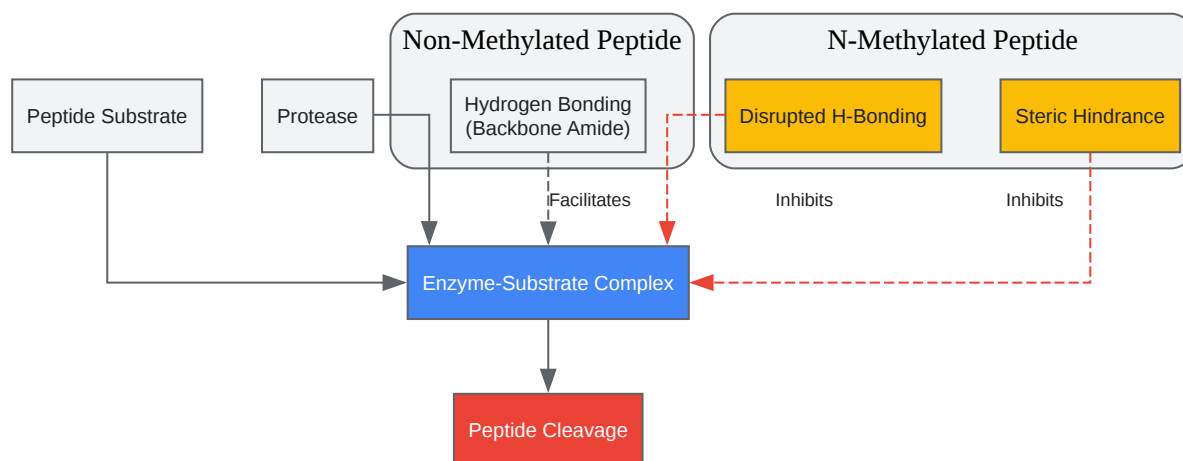 Non-Methylated Peptide
N-Methylated Peptide
Peptide Substrate
Protease
Hydrogen Bonding
(Backbone Amide)
Disrupted H-Bonding
Steric Hindrance
Facilitates
Inhibits
Inhibits
Enzyme-Substrate Complex
Peptide Cleavage